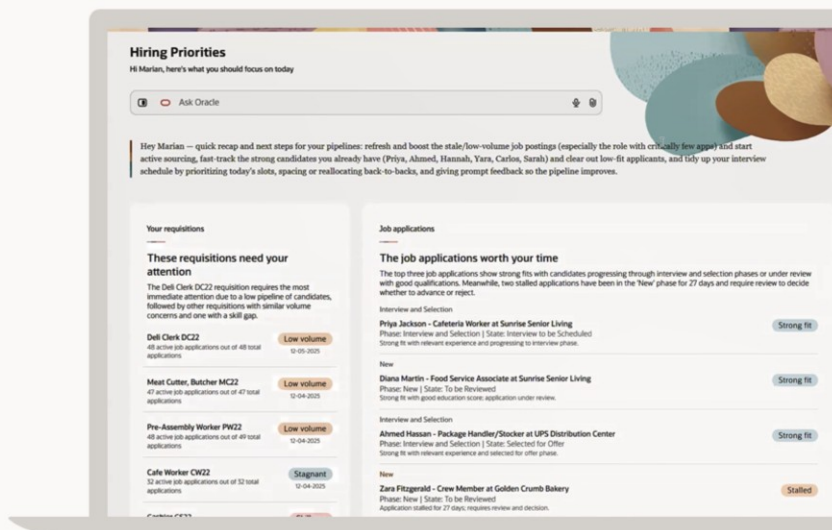 Hiring Priorities
Hi Marian, here's what you should focus on today
Ask Oracle
Hey Marian — quick recap and next steps for your pipelines: refresh and boost the stale/low-volume job postings (especially the role with critically few apps) and start
active sourcing, fast-track the strong candidates you already have (Priya, Ahmed, Hannah, Yara, Carlos, Sarah) and clear out low-fit applicants, and tidy up your interview
schedule by prioritizing today's slots, spacing or reallocating back-to-backs, and giving prompt feedback so the pipeline improves.
Your requisitions
These requisitions need your
attention
The Deli Clerk DC22 requisition requires the most
immediate attention due to a low pipeline of candidates,
followed by other requisitions with similar volume
concerns and one with a skill gap.
Deli Clerk DC22
Low volume
48 active job applications out of 48 total
applications
12-05-2025
Meat Cutter, Butcher MC22
Low volume
47 active job applications out of 47 total
applications
12-04-2025
Pre-Assembly Worker PW22
Low volume
48 active job applications out of 49 total
applications
12-04-2025
Cafe Worker CW22
Stagnant
32 active job applications out of 32 total
applications
12-04-2025
Job applications
The job applications worth your time
The top three job applications show strong fits with candidates progressing through interview and selection phases or under review
with good qualifications. Meanwhile, two stalled applications have been in the 'New' phase for 27 days and require review to decide
whether to advance or reject.
Interview and Selection
Priya Jackson - Cafeteria Worker at Sunrise Senior Living
Strong fit
Phase: Interview and Selection | State: Interview to be Scheduled
Strong fit with relevant experience and progressing to interview phase.
New
Diana Martin - Food Service Associate at Sunrise Senior Living
Strong fit
Phase: New | State: To be Reviewed
Strong fit with good education score; application under review.
Interview and Selection
Ahmed Hassan - Package Handler/Stocker at UPS Distribution Center
Strong fit
Phase: Interview and Selection | State: Selected for Offer
Strong fit with relevant experience and selected for offer phase.
New
Zara Fitzgerald - Crew Member at Golden Crumb Bakery
Stalled
Phase: New | State: To be Reviewed
Application stalled for 27 days; requires review and decision.